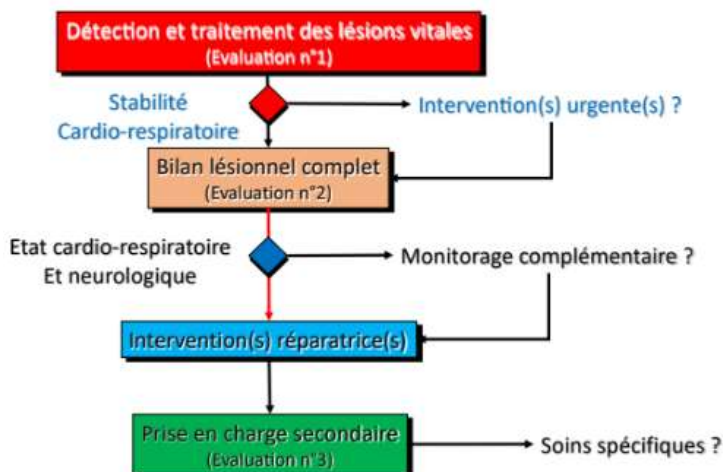 Détection et traitement des lésions vitales
(Evaluation n°1)
Stabilité
Cardio-respiratoire
Intervention(s) urgente(s) ?
Bilan lésionnel complet
(Evaluation n°2)
Etat cardio-respiratoire
Et neurologique
Monitorage complémentaire ?
Intervention(s) réparatrice(s)
Prise en charge secondaire
(Evaluation n°3)
Soins spécifiques ?